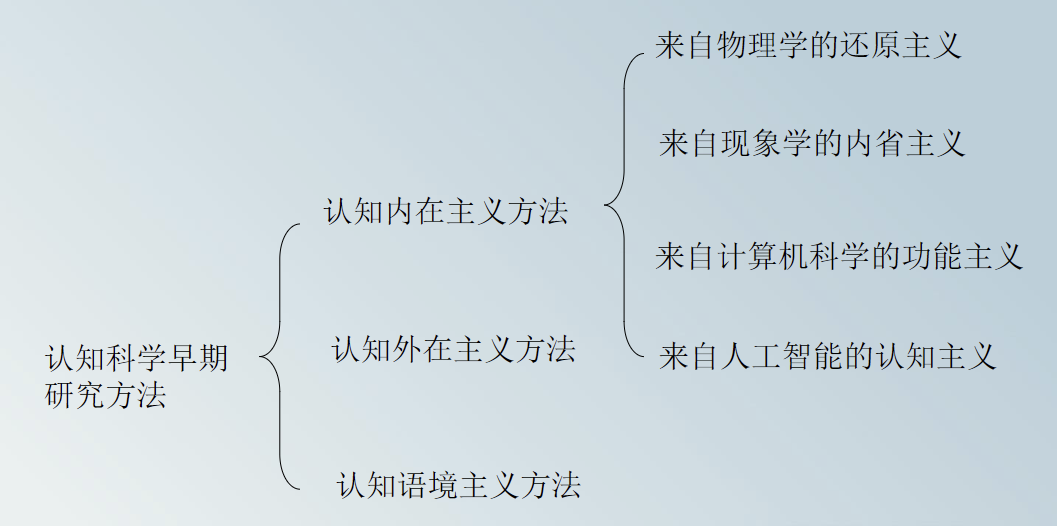 来自物理学的还原主义
来自现象学的内省主义
认知内在主义方法
来自计算机科学的功能主义
认知外在主义方法
来自人工智能的认知主义
认知科学早期
研究方法
认知语境主义方法